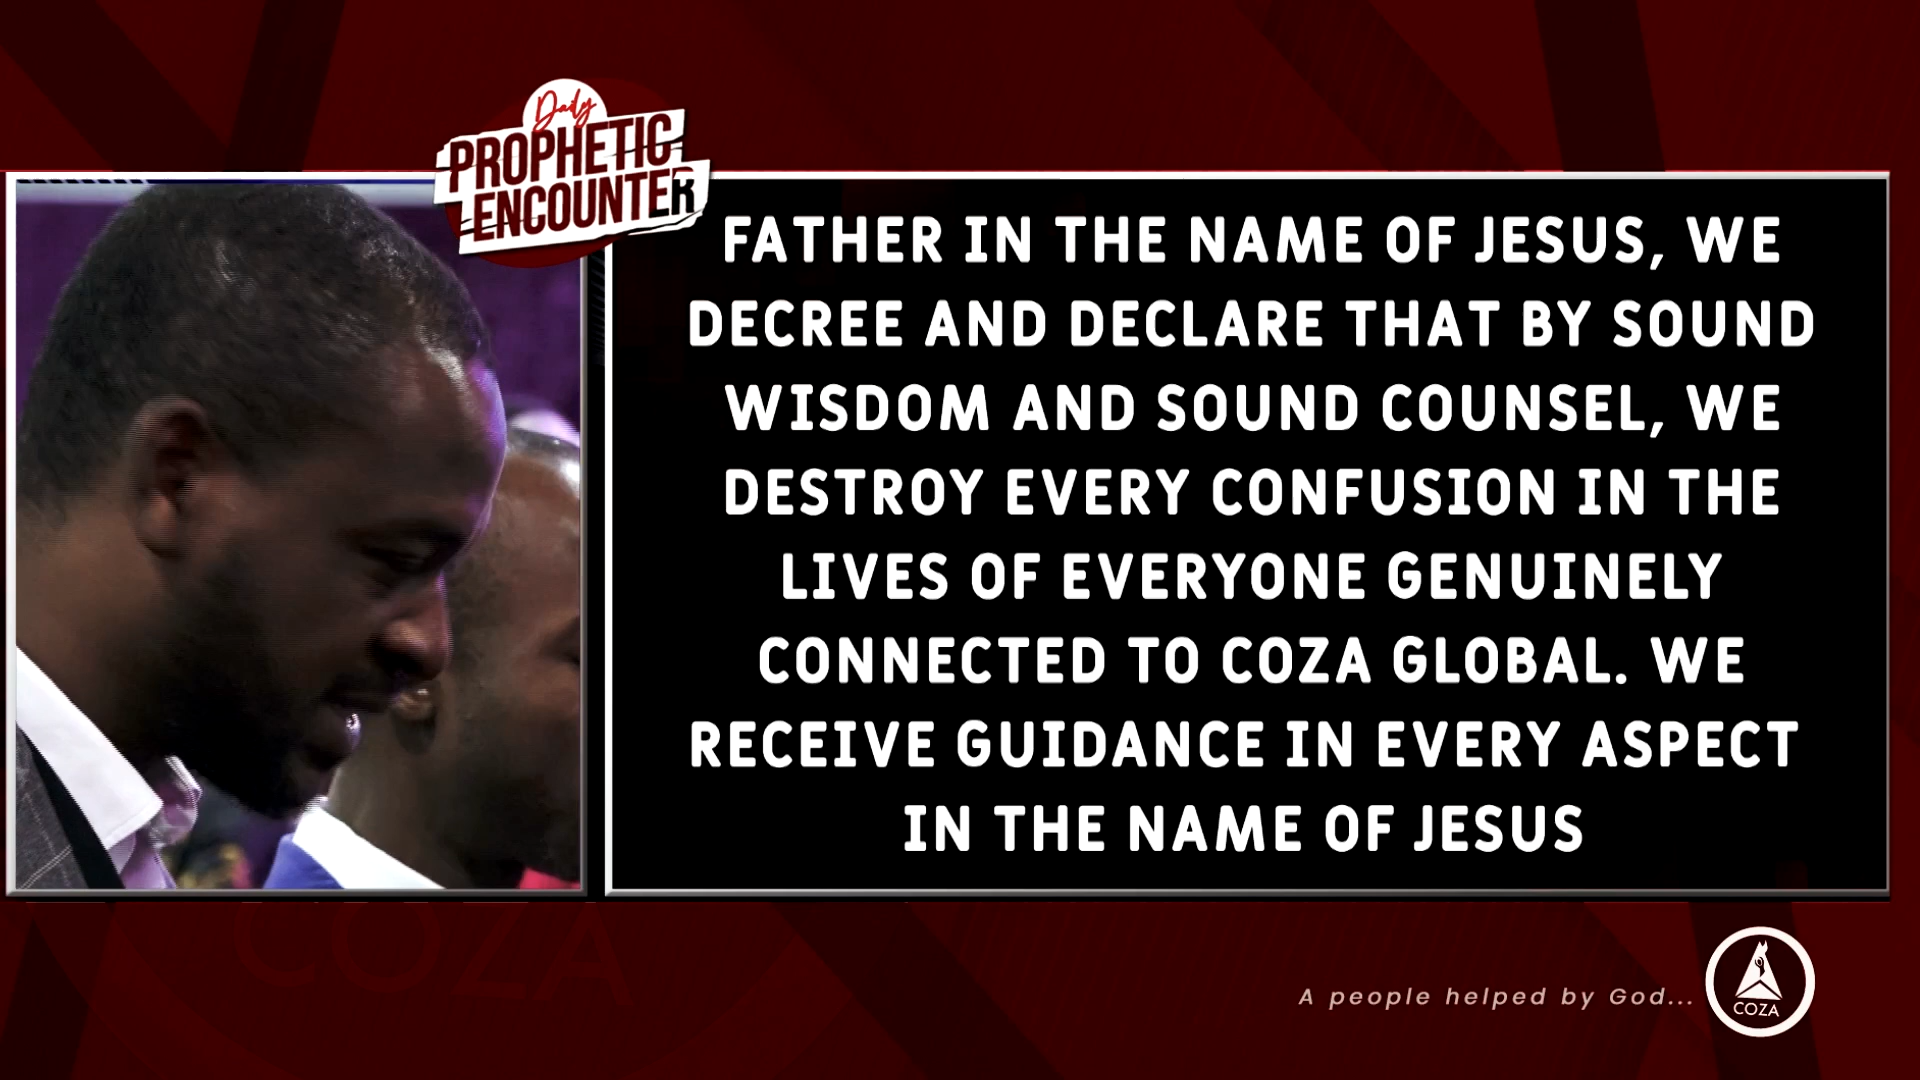 Daily
PROPHETIC
ENCOUNTER
FATHER IN THE NAME OF JESUS, WE
DECREE AND DECLARE THAT BY SOUND
WISDOM AND SOUND COUNSEL, WE
DESTROY EVERY CONFUSION IN THE
LIVES OF EVERYONE GENUINELY
CONNECTED TO COZA GLOBAL. WE
RECEIVE GUIDANCE IN EVERY ASPECT
IN THE NAME OF JESUS
COZA
A people helped by God...
COZA